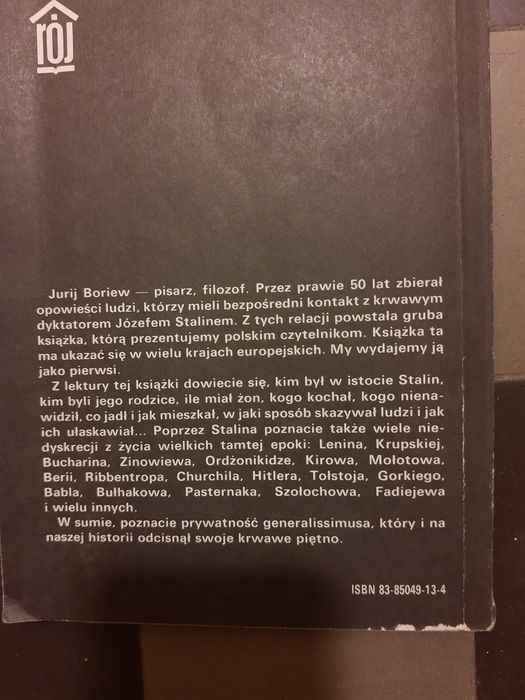 rój
Jurij Boriew — pisarz, filozof. Przez prawie 50 lat zbierał
opowieści ludzi, którzy mieli bezpośredni kontakt z krwawym
dyktatorem Józefem Stalinem. Z tych relacji powstała gruba
książka, którą prezentujemy polskim czytelnikom. Książka ta
ma ukazać się w wielu krajach europejskich. My wydajemy ją
jako pierwsi.
Z lektury tej książki dowiecie się, kim był w istocie Stalin,
kim byli jego rodzice, ile miał żon, kogo kochał, kogo niena-
widził, co jadł i jak mieszkał, w jaki sposób skazywał ludzi i jak
ich ułaskawiał... Poprzez Stalina poznacie także wiele nie-
dyskrecji z życia wielkich tamtej epoki: Lenina, Krupskiej,
Bucharina, Zinowiewa, Ordżonikidze, Kirowa, Mołotowa,
Berii, Ribbentropa, Churchila, Hitlera, Tołstoja, Gorkiego,
Babla, Bułhakowa, Pasternaka, Szołochowa, Fadiejewa
i wielu innych.
W sumie, poznacie prywatność generalissimusa, który i na
naszej historii odcisnął swoje krwawe piętno.
ISBN 83-85049-13-4